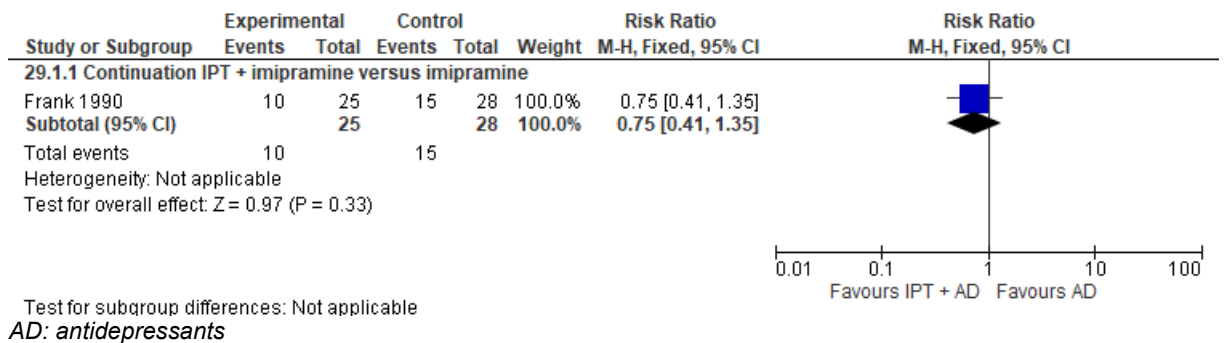 Experimental Control Risk Ratio Risk Ratio
Study or Subgroup Events Total Events Total Weight M-H, Fixed, 95% CI M-H, Fixed, 95% CI
29.1.1 Continuation IPT + imipramine versus imipramine
Frank 1990 10 25 15 28 100.0% 0.75 [0.41, 1.35]
Subtotal (95% CI) 25 28 100.0% 0.75 [0.41, 1.35]
Total events 10 15
Heterogeneity: Not applicable
Test for overall effect: Z = 0.97 (P = 0.33)
0.01 0.1 1 10 100
Favours IPT + AD Favours AD
Test for subgroup differences: Not applicable
AD: antidepressants